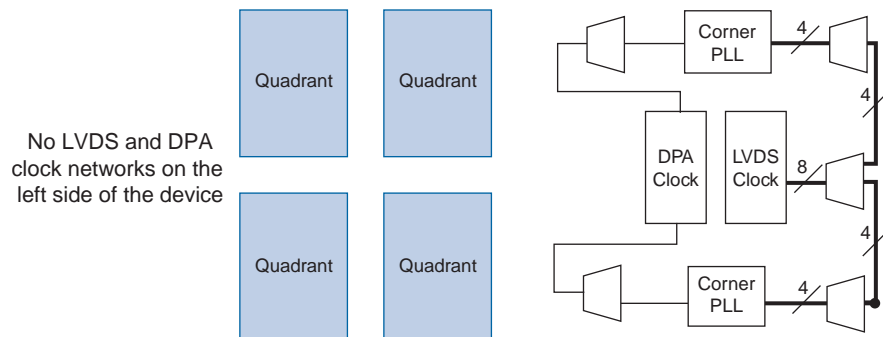 Corner
PLL
4
4
Quadrant
Quadrant
No LVDS and DPA
clock networks on the
left side of the device
DPA
Clock
LVDS
Clock
8
4
Quadrant
Quadrant
Corner
PLL
4